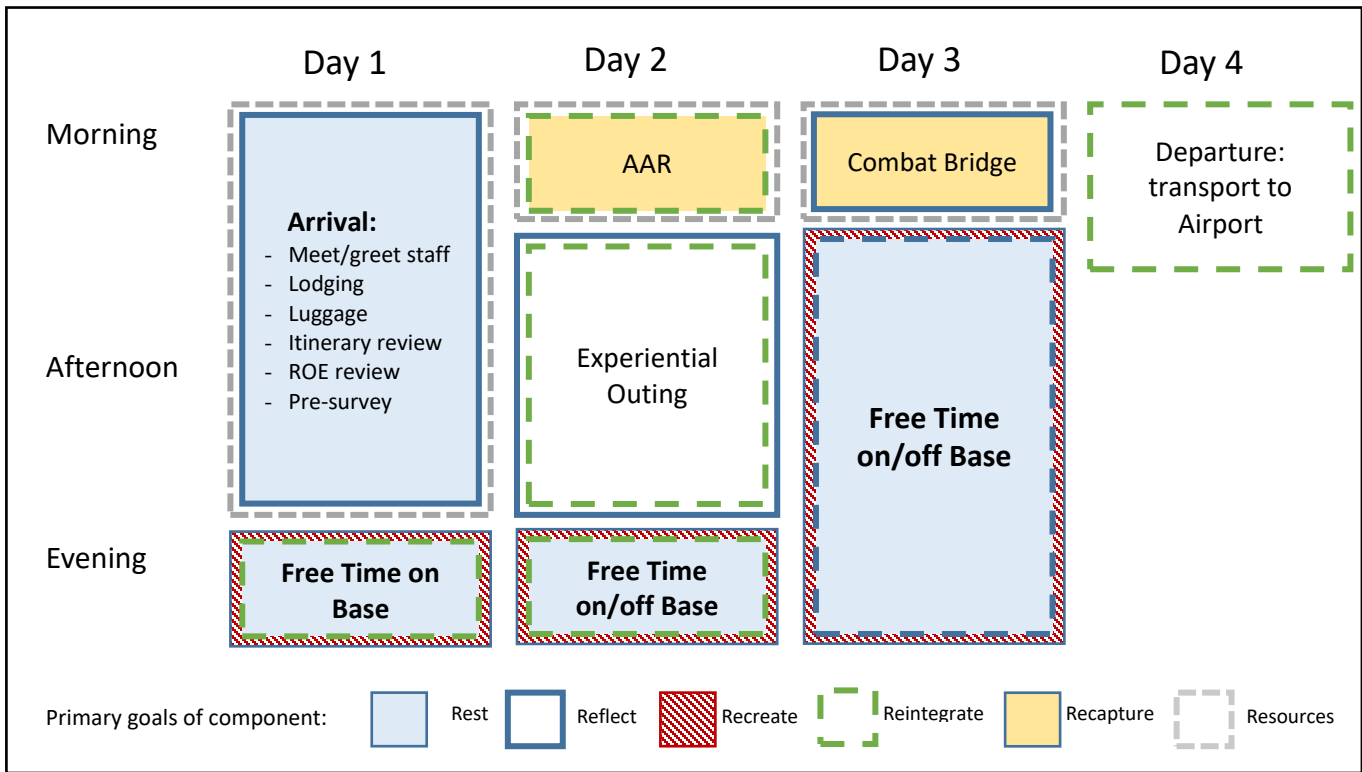 Day 1
Day 2
Day 3
Day 4
Morning
Afternoon
Evening
Arrival:
- Meet/greet staff
- Lodging
- Luggage
- Itinerary review
- ROE review
- Pre-survey
Free Time on
Base
AAR
Experiential
Outing
Free Time
on/off Base
Combat Bridge
Free Time
on/off Base
Departure:
transport to
Airport
Primary goals of component:
Rest
Reflect
Recreate
Reintegrate
Recapture
Resources